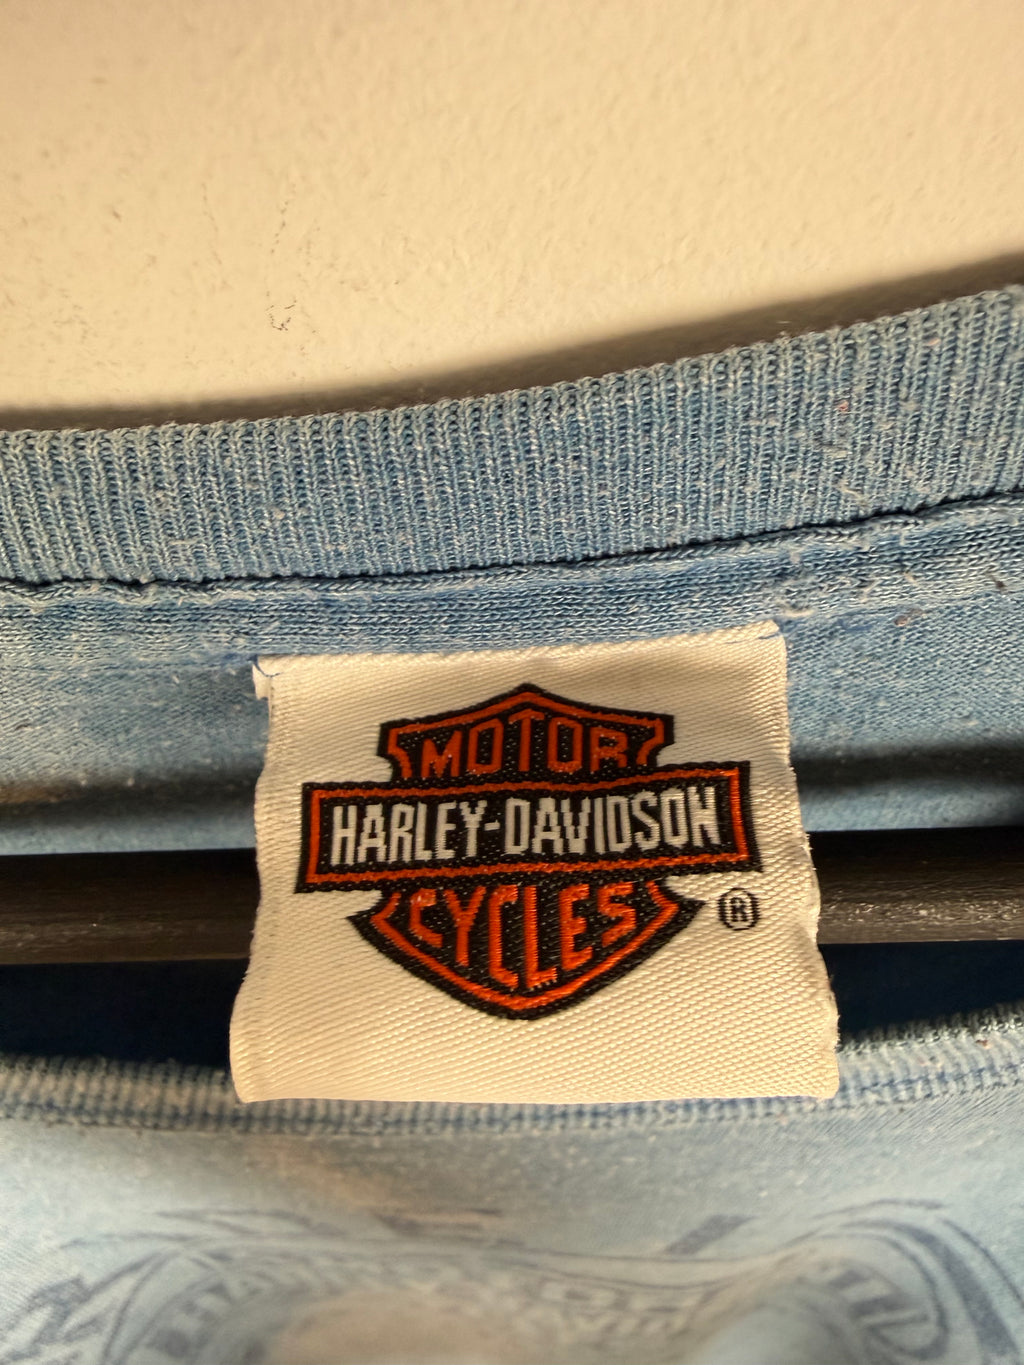 MOTOR
HARLEY-DAVIDSON
CYCLES
®